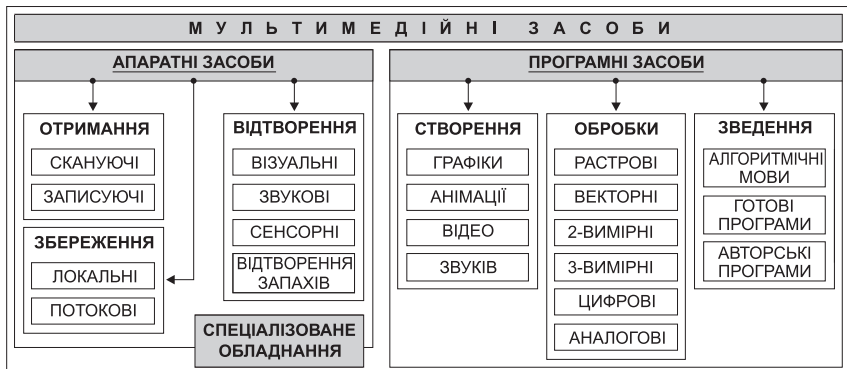 МУЛЬТИМЕДІЙНІ ЗАСОБИ
АПАРАТНІ ЗАСОБИ
ОТРИМАННЯ
СКАНУЮЧІ
ЗАПИСУЮЧІ
ЗБЕРЕЖЕННЯ
ЛОКАЛЬНІ
ПОТОКОВІ
ВІДТВОРЕННЯ
ВІЗУАЛЬНІ
ЗВУКОВІ
СЕНСОРНІ
ВІДТВОРЕННЯ
ЗАПАХІВ
СПЕЦІАЛІЗОВАНЕ
ОБЛАДНАННЯ
ПРОГРАМНІ ЗАСОБИ
СТВОРЕННЯ
ГРАФІКИ
АНІМАЦІЇ
ВІДЕО
ЗВУКІВ
ОБРОБКИ
РАСТРОВІ
ВЕКТОРНІ
2-ВИМІРНІ
3-ВИМІРНІ
ЦИФРОВІ
АНАЛОГОВІ
ЗВЕДЕННЯ
АЛГОРИТМІЧНІ
МОВИ
ГОТОВІ
ПРОГРАМИ
АВТОРСЬКІ
ПРОГРАМИ